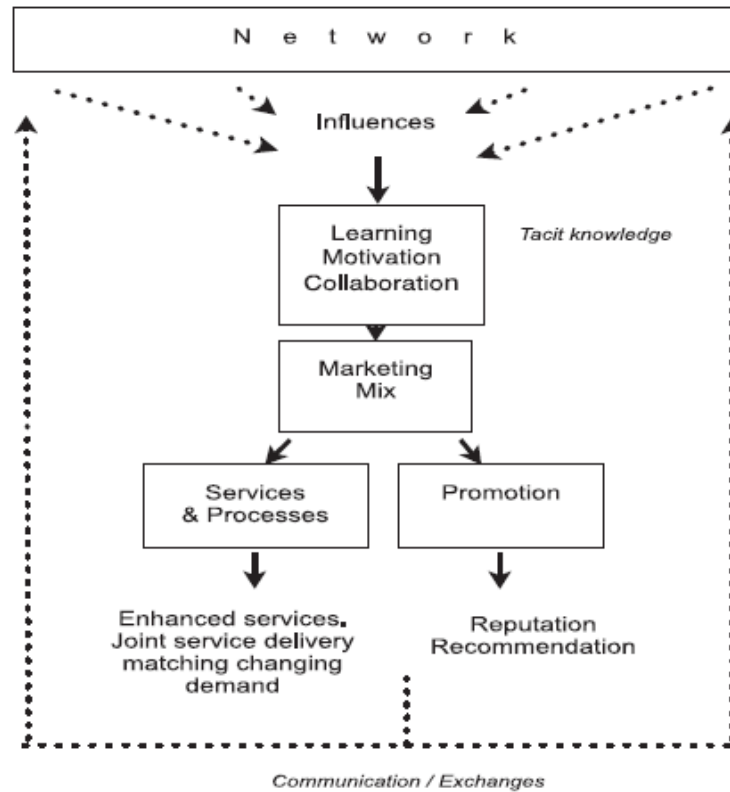 N e t w o r k
Influences
Learning
Motivation
Collaboration
Tacit knowledge
Marketing
Mix
Services
& Processes
Promotion
Enhanced services.
Joint service delivery
matching changing
demand
Reputation
Recommendation
Communication / Exchanges